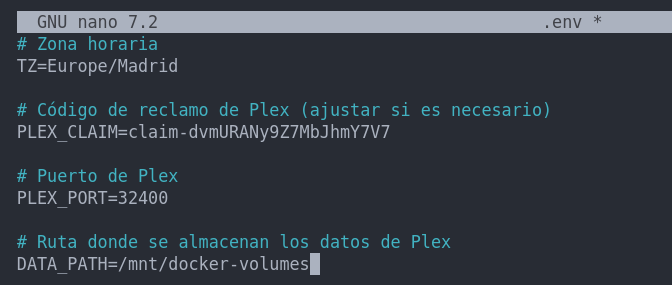 GNU nano 7.2 .env *
# Zona horaria
TZ=Europe/Madrid
# Código de reclamo de Plex (ajustar si es necesario)
PLEX_CLAIM=claim-dvmURANy9Z7MbJhmY7V7
# Puerto de Plex
PLEX_PORT=32400
# Ruta donde se almacenan los datos de Plex
DATA_PATH=/mnt/docker-volumes